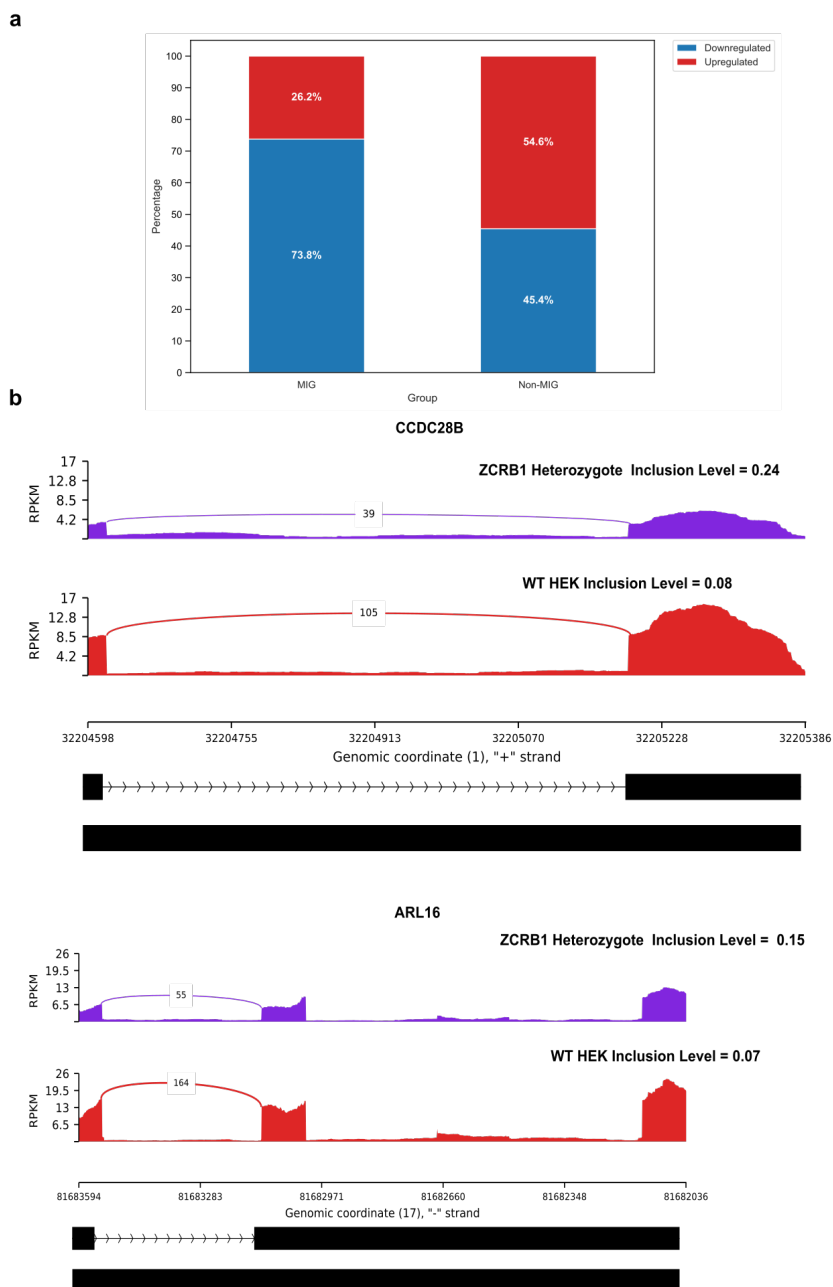 a
Downregulated
Upregulated
100
90
80
70
60
50
40
30
20
10
0
Percentage
26.2%
73.8%
54.6%
45.4%
MIG
Non-MIG
Group
b
CCDC28B
ZCRB1 Heterozygote Inclusion Level = 0.24
17
12.8
8.5
4.2
RPKM
39
WT HEK Inclusion Level = 0.08
17
12.8
8.5
4.2
RPKM
105
32204598 32204755 32204913 32205070 32205228 32205386
Genomic coordinate (1), "+" strand
ARL16
ZCRB1 Heterozygote Inclusion Level = 0.15
26
19.5
13
6.5
RPKM
55
WT HEK Inclusion Level = 0.07
26
19.5
13
6.5
RPKM
164
81683594 81683283 81682971 81682660 81682348 81682036
Genomic coordinate (17), "-" strand